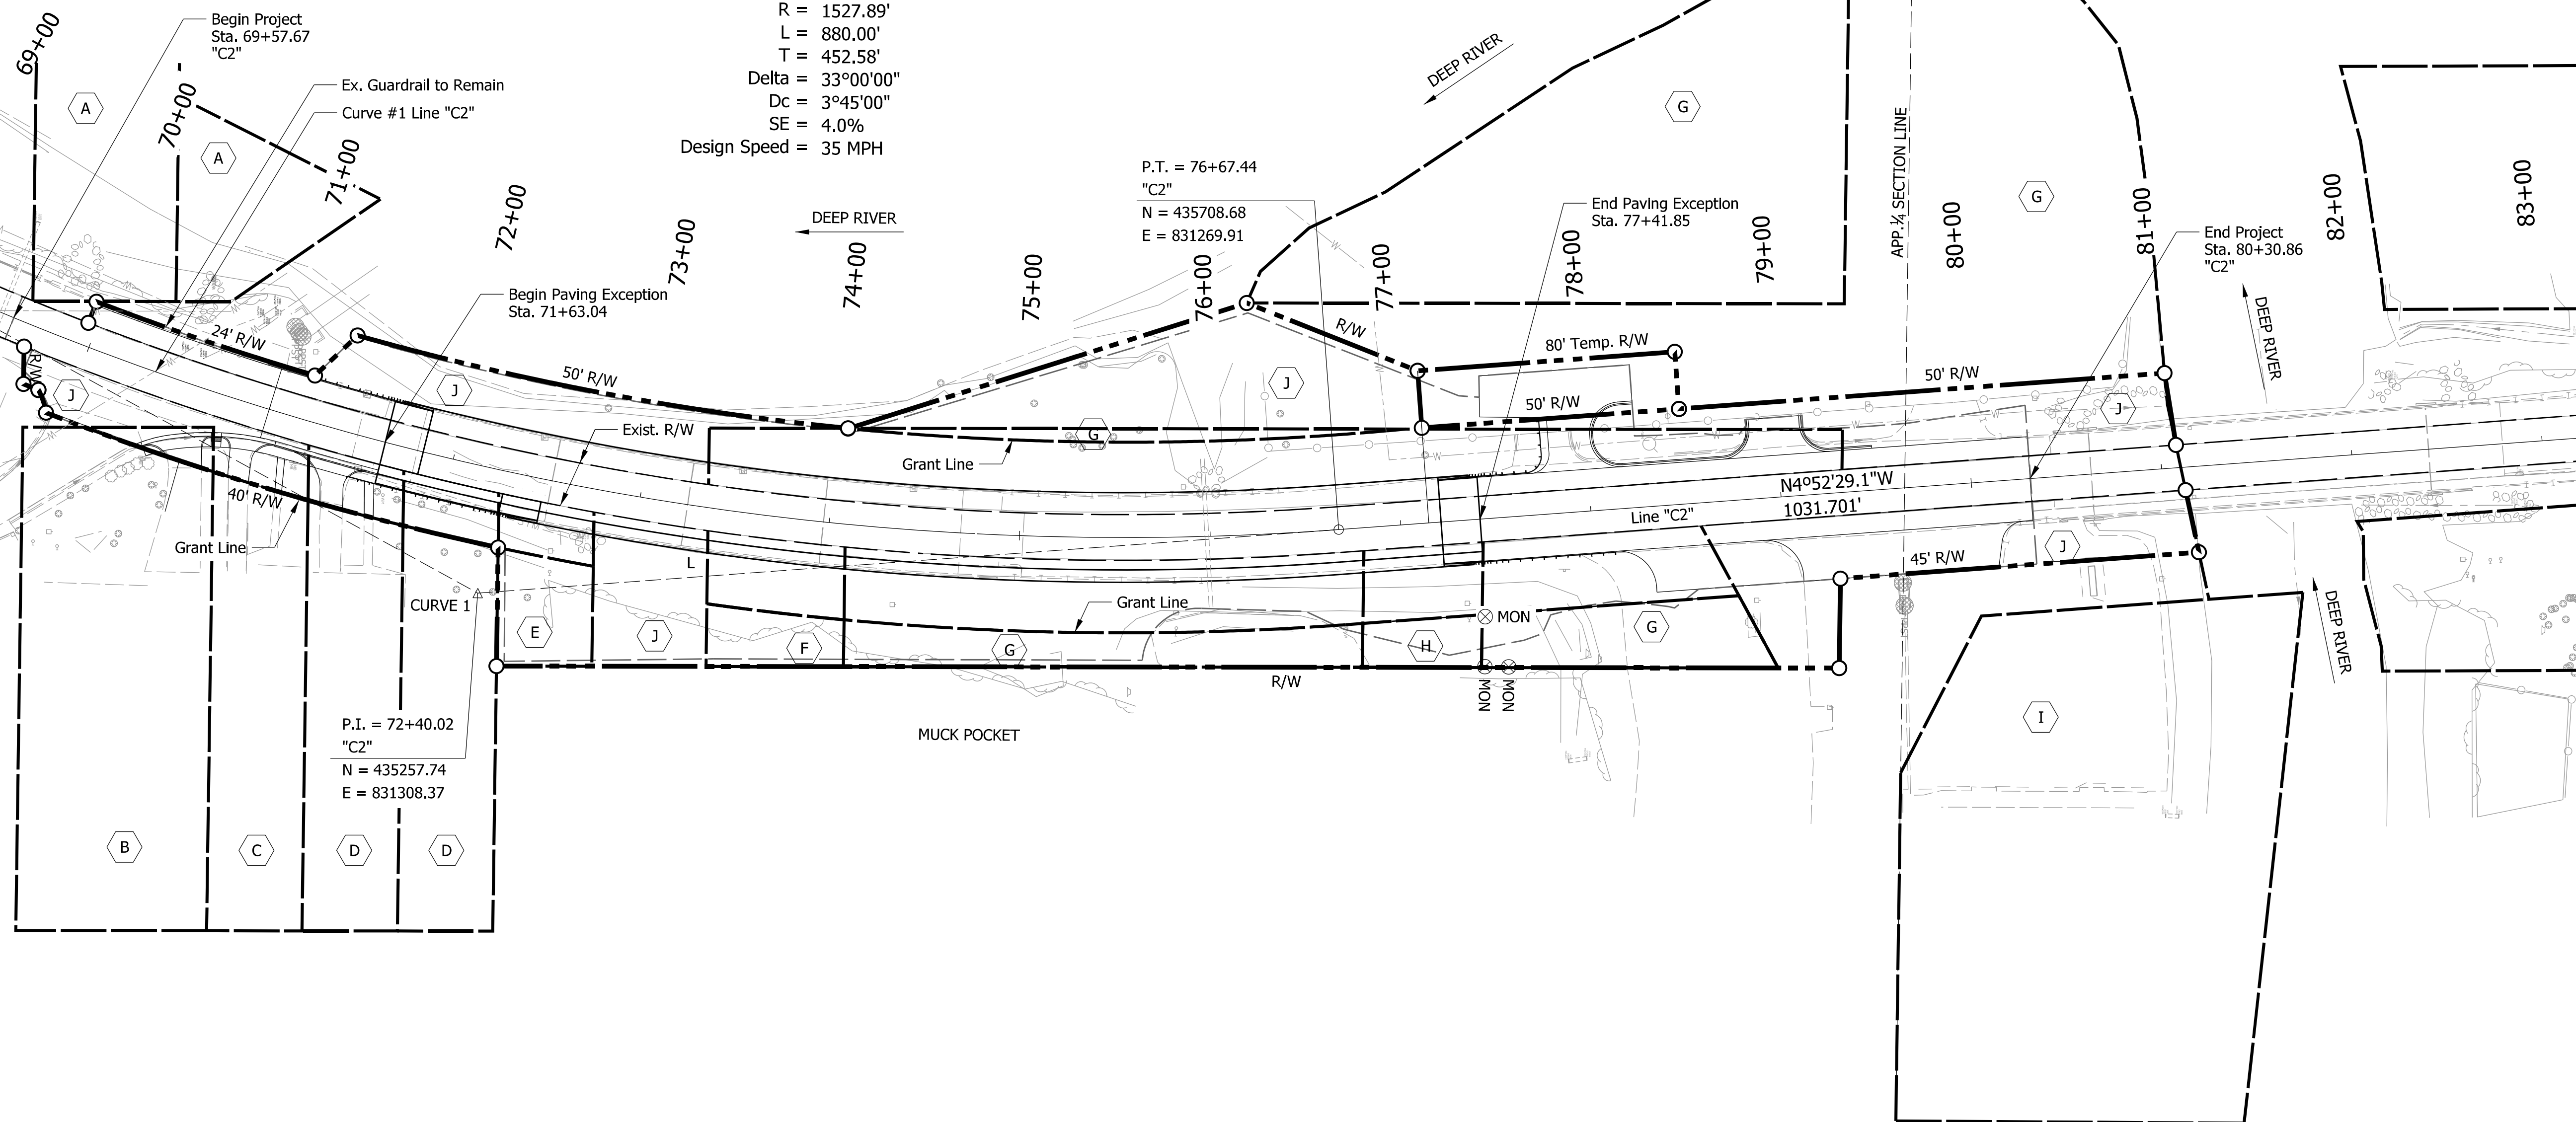 R = 1527.89'
L = 880.00'
T = 452.58'
Delta = 33°00'00"
Dc = 3°45'00"
SE = 4.0%
Design Speed = 35 MPH
Begin Project
Sta. 69+57.67
"C2"
Ex. Guardrail to Remain
Curve #1 Line "C2"
69+00
70+00
71+00
72+00
73+00
74+00
75+00
76+00
77+00
78+00
79+00
80+00
81+00
82+00
83+00
A
A
DEEP RIVER
DEEP RIVER
G
APP.¼ SECTION LINE
G
P.T. = 76+67.44
"C2"
N = 435708.68
E = 831269.91
End Paving Exception
Sta. 77+41.85
End Project
Sta. 80+30.86
"C2"
DEEP RIVER
Begin Paving Exception
Sta. 71+63.04
24' R/W
R/W
J
J
50' R/W
Exist. R/W
G
Grant Line
J
R/W
80' Temp. R/W
50' R/W
50' R/W
J
N4°52'29.1"W
1031.701'
Line "C2"
40' R/W
Grant Line
L
CURVE 1
45' R/W
J
Grant Line
MON
E
J
F
G
H
G
DEEP RIVER
R/W
MON
MON
MUCK POCKET
I
P.I. = 72+40.02
"C2"
N = 435257.74
E = 831308.37
B
C
D
D